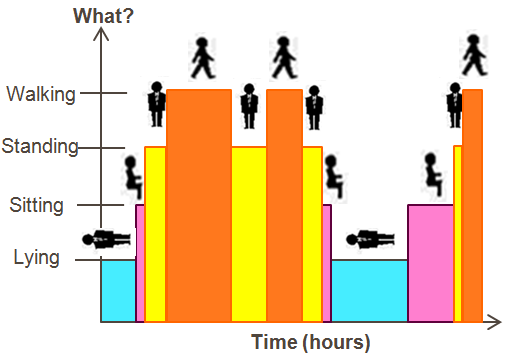 What?
Walking
Standing
Sitting
Lying
Time (hours)